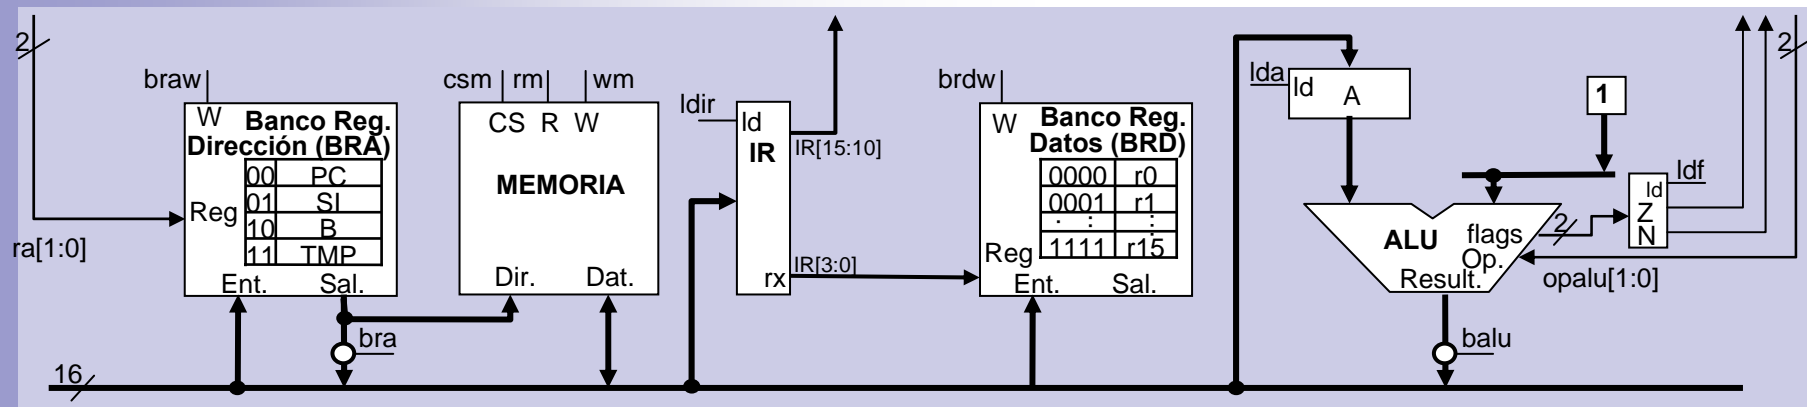 2
ra[1:0]
braw
W
Banco Reg.
Dirección (BRA)
00 PC
01 SI
10 B
11 TMP
Reg
Ent.
Sal.
bra
16
csm
rm
wm
CS R W
MEMORIA
Dir.
Dat.
ldir
ld
IR
IR[15:10]
rx
IR[3:0]
brdw
W
Banco Reg.
Datos (BRD)
0000 r0
0001 r1
: : :
1111 r15
Reg
Ent.
Sal.
lda
ld
A
1
ALU
flags
Op.
Result.
2
ld
Z
N
ldf
2
opalu[1:0]
balu